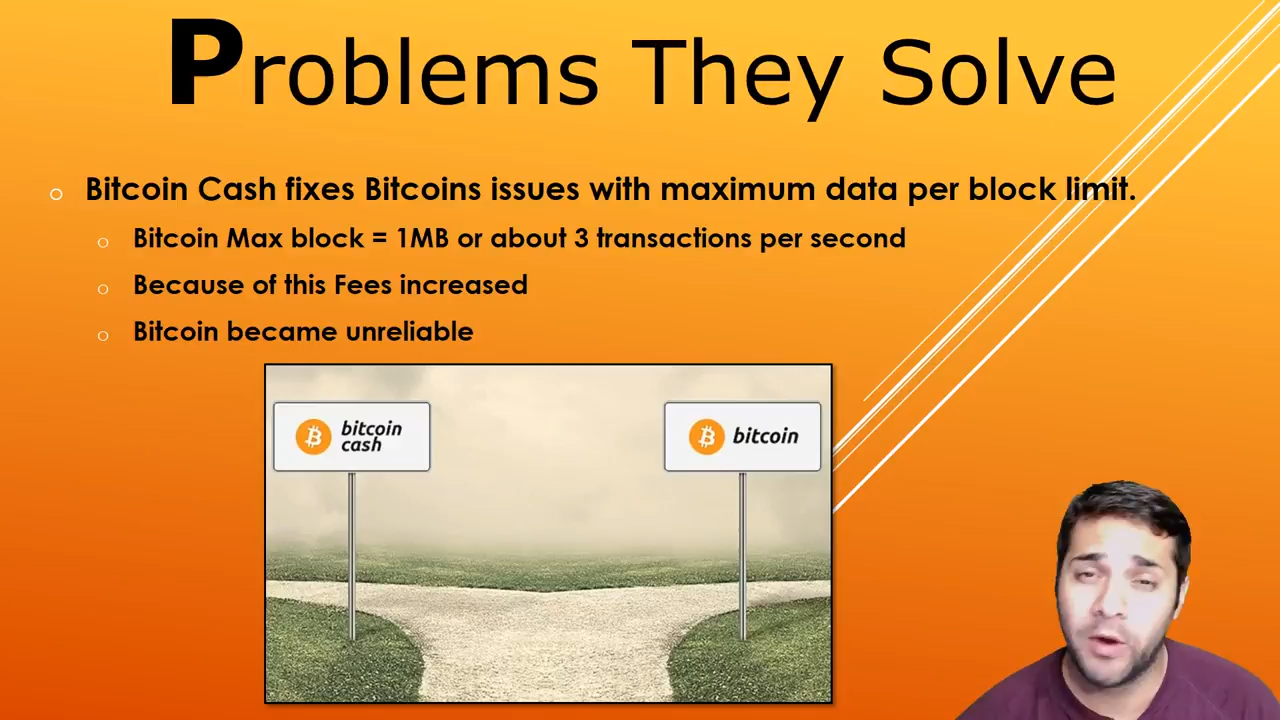 Problems They Solve
Bitcoin Cash fixes Bitcoins issues with maximum data per block limit.
Bitcoin Max block = 1MB or about 3 transactions per second
Because of this Fees increased
Bitcoin became unreliable
bitcoin
cash
bitcoin